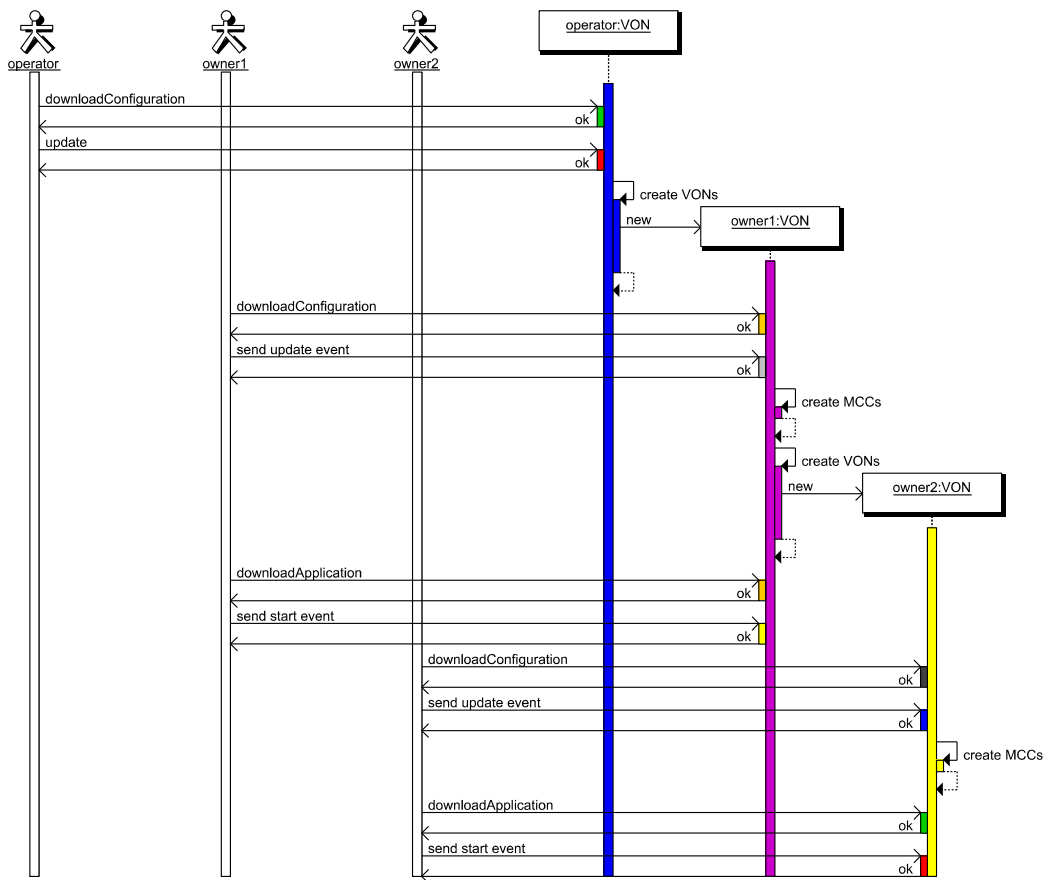 operator:VON
operator
owner1
owner2
downloadConfiguration
ok
update
ok
create VONs
new
owner1:VON
downloadConfiguration
ok
send update event
ok
create MCCs
create VONs
new
owner2:VON
downloadApplication
ok
send start event
ok
downloadConfiguration
ok
send update event
ok
create MCCs
downloadApplication
ok
send start event
ok